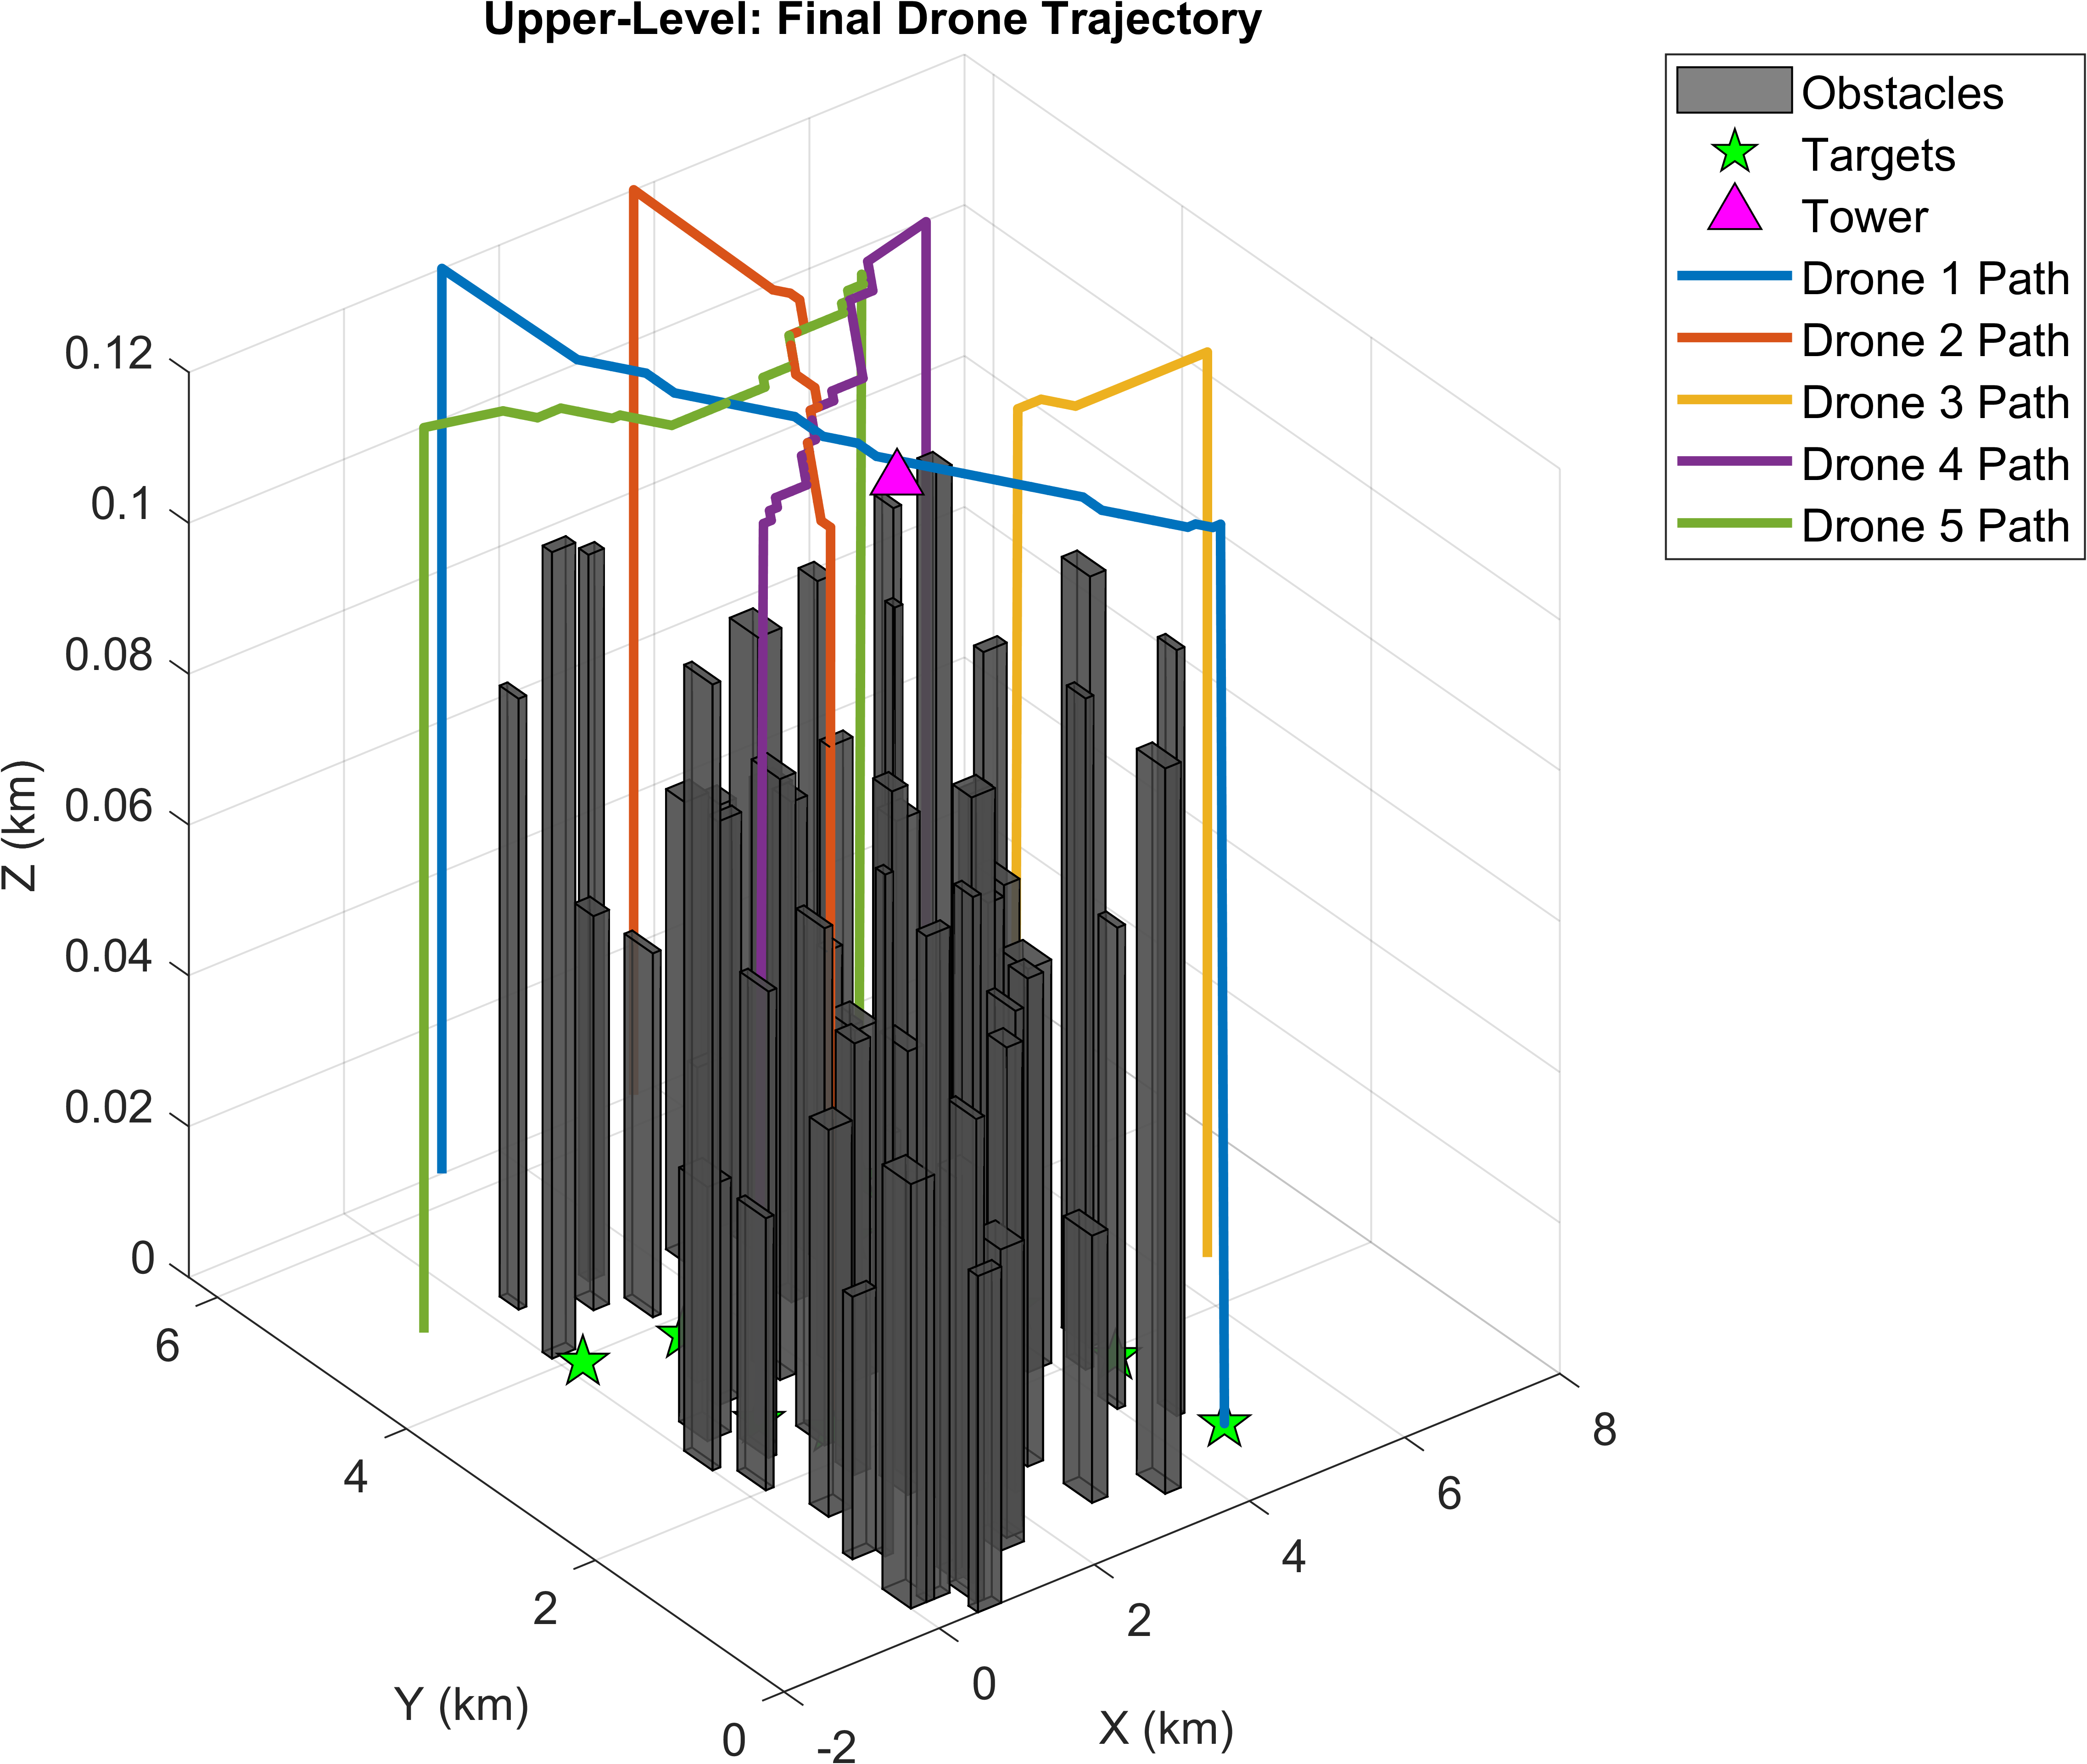 Upper-Level: Final Drone Trajectory
Obstacles
Targets
Tower
Drone 1 Path
Drone 2 Path
Drone 3 Path
Drone 4 Path
Drone 5 Path
0.12
0.1
0.08
0.06
0.04
0.02
0
Z (km)
6
4
2
0
Y (km)
-2
0
2
4
6
8
X (km)